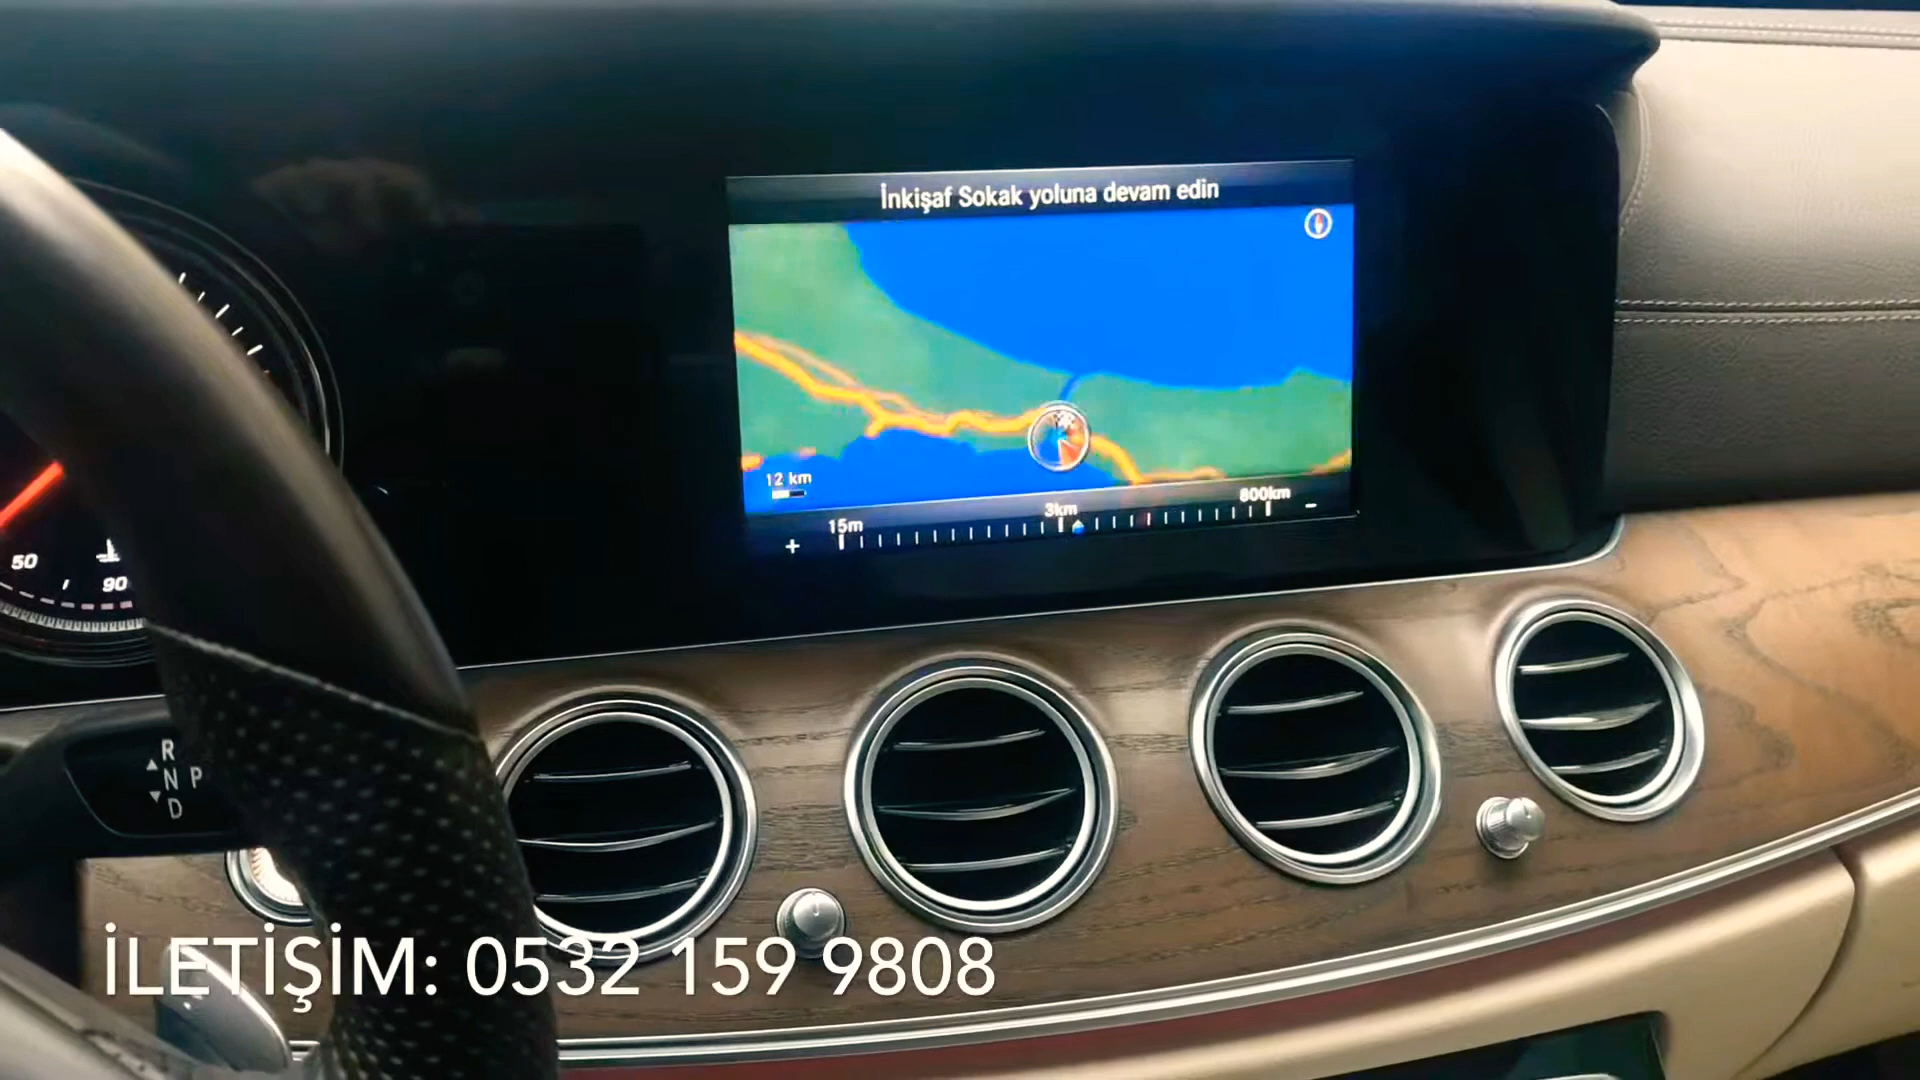 İnkişaf Sokak yoluna devam edin
12 km
15m
3km
800km
+
-
50
90
R
N P
D
İLETİŞİM: 0532 159 9808